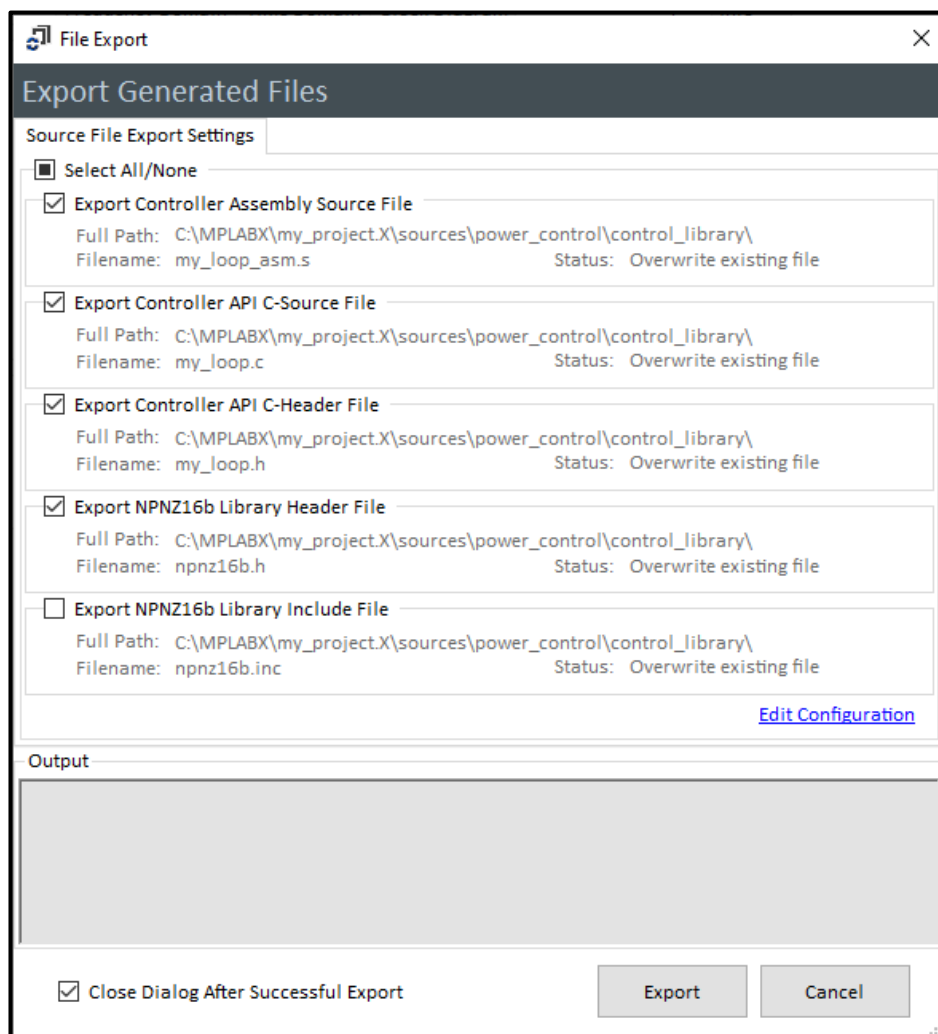 File Export
Export Generated Files
Source File Export Settings
Select All/None
Export Controller Assembly Source File
Full Path: C:\MPLABX\my_project.X\sources\power_control\control_library\
Filename: my_loop_asm.s Status: Overwrite existing file
Export Controller API C-Source File
Full Path: C:\MPLABX\my_project.X\sources\power_control\control_library\
Filename: my_loop.c Status: Overwrite existing file
Export Controller API C-Header File
Full Path: C:\MPLABX\my_project.X\sources\power_control\control_library\
Filename: my_loop.h Status: Overwrite existing file
Export NPNZ16b Library Header File
Full Path: C:\MPLABX\my_project.X\sources\power_control\control_library\
Filename: npnz16b.h Status: Overwrite existing file
Export NPNZ16b Library Include File
Full Path: C:\MPLABX\my_project.X\sources\power_control\control_library\
Filename: npnz16b.inc Status: Overwrite existing file
Edit Configuration
Output
Close Dialog After Successful Export
Export Cancel